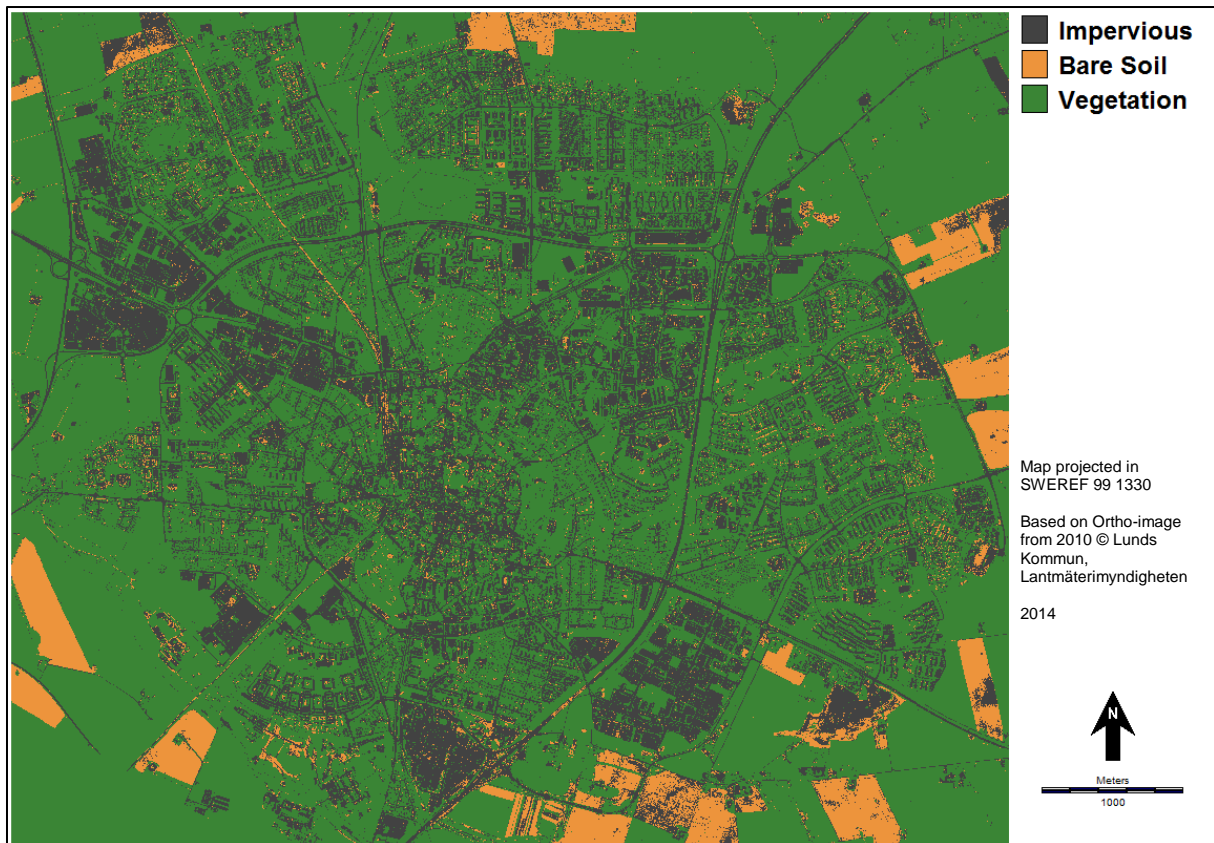 Impervious
Bare Soil
Vegetation
Map projected in
SWEREF 99 1330
Based on Ortho-image
from 2010 © Lunds
Kommun,
Lantmäterimyndigheten
2014
N
Meters
1000